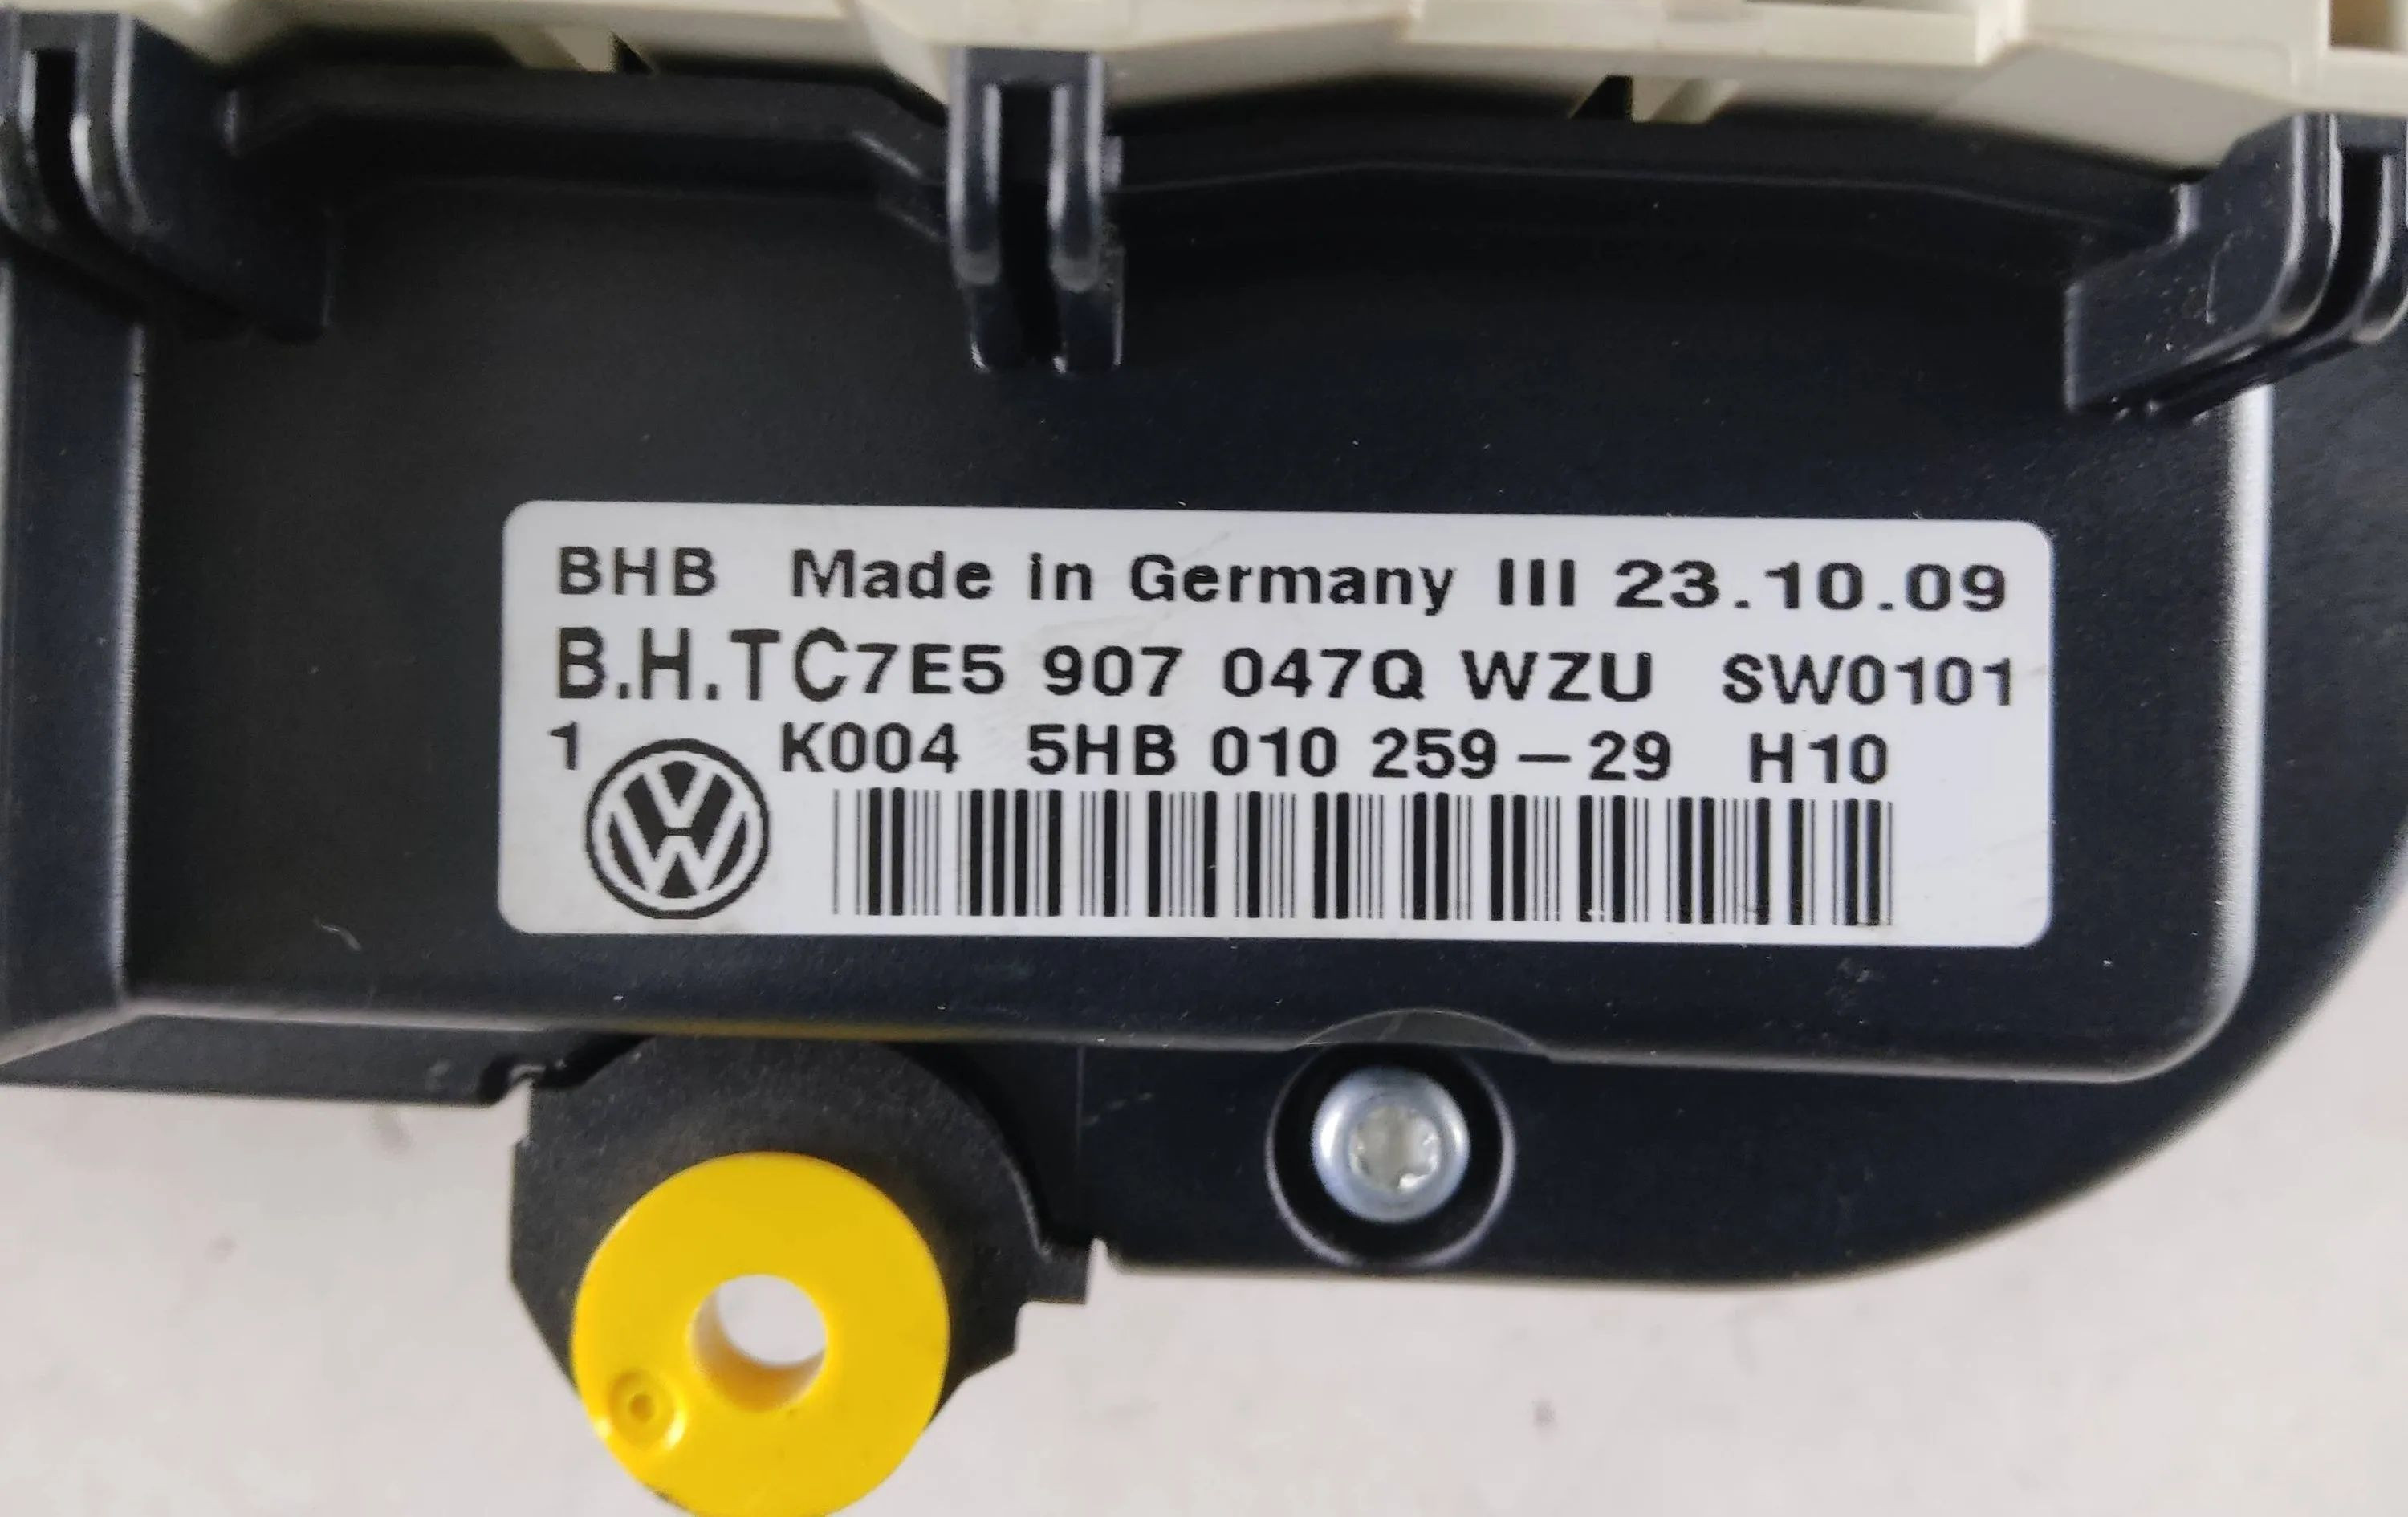 BHB Made in Germany III 23.10.09
B.H.TC7E5 907 047Q WZU SW0101
1 K004 5HB 010 259-29 H10